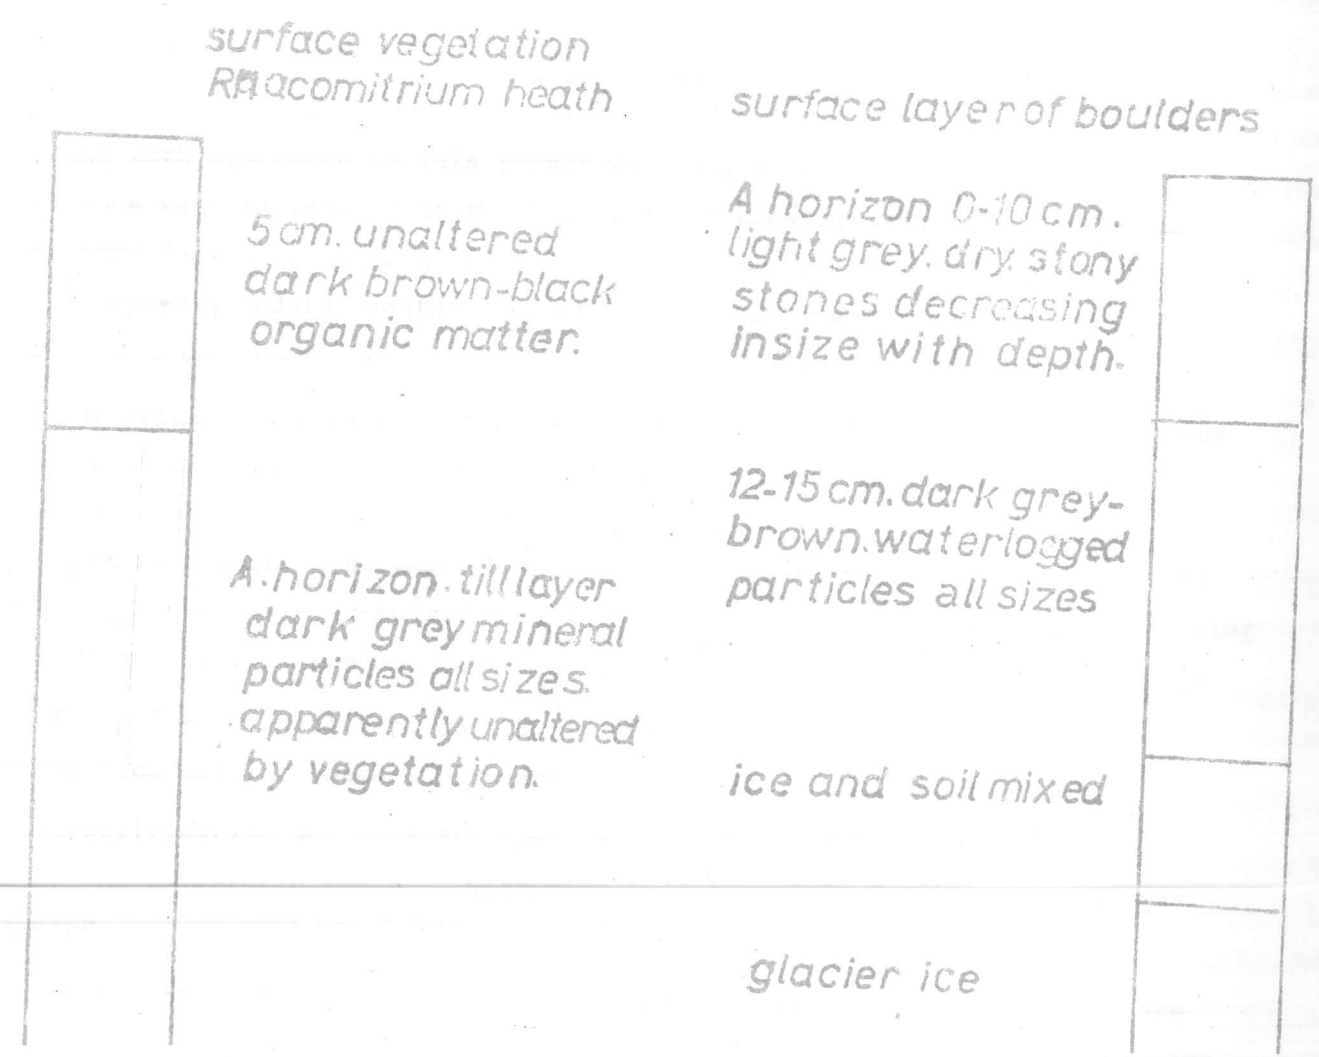 surface vegetation
Rhacomitrium heath
5 cm. unaltered
dark brown-black
organic matter.
A. horizon. till layer
dark grey mineral
particles all sizes.
apparently unaltered
by vegetation.
surface layer of boulders
A horizon 0-10 cm.
light grey. dry. stony
stones decreasing
insize with depth.
12-15 cm. dark grey-
brown. waterlogged
particles all sizes
ice and soil mixed
glacier ice